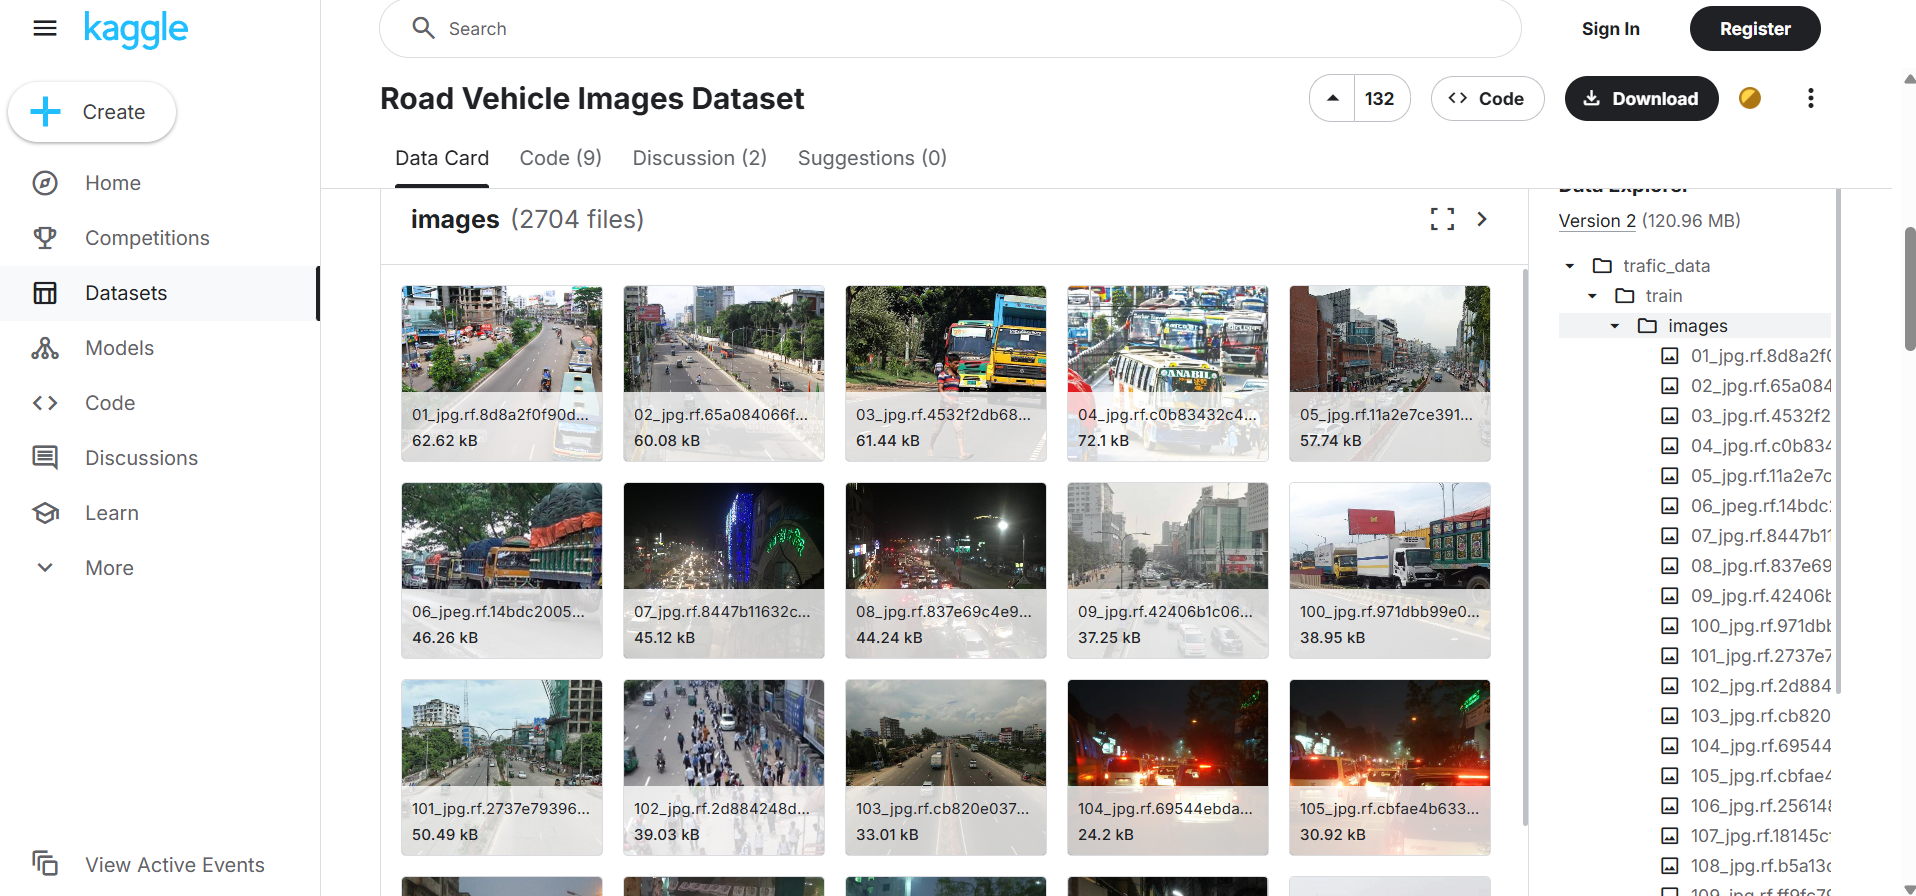 kaggle
Search
Sign In
Register
Create
Home
Competitions
Datasets
Models
Code
Discussions
Learn
More
View Active Events
Road Vehicle Images Dataset
132
Code
Download
Data Card
Code (9)
Discussion (2)
Suggestions (0)
images (2704 files)
01_jpg.rf.8d8a2f0f90d...
62.62 kB
02_jpg.rf.65a084066f...
60.08 kB
03_jpg.rf.4532f2db68...
61.44 kB
ANABIL
04_jpg.rf.c0b83432c4...
72.1 kB
05_jpg.rf.11a2e7ce391...
57.74 kB
06_jpeg.rf.14bdc2005...
46.26 kB
07_jpg.rf.8447b11632c...
45.12 kB
08_jpg.rf.837e69c4e9...
44.24 kB
09_jpg.rf.42406b1c06...
37.25 kB
100_jpg.rf.971dbb99e0...
38.95 kB
101_jpg.rf.2737e79396...
50.49 kB
102_jpg.rf.2d884248d...
39.03 kB
103_jpg.rf.cb820e037...
33.01 kB
104_jpg.rf.69544ebda...
24.2 kB
105_jpg.rf.cbfae4b633...
30.92 kB
Data Explorer
Version 2 (120.96 MB)
trafic_data
train
images
01_jpg.rf.8d8a2f0
02_jpg.rf.65a084
03_jpg.rf.4532f2
04_jpg.rf.c0b834
05_jpg.rf.11a2e7c
06_jpeg.rf.14bdc
07_jpg.rf.8447b11
08_jpg.rf.837e69
09_jpg.rf.42406b
100_jpg.rf.971dbb
101_jpg.rf.2737e7
102_jpg.rf.2d884
103_jpg.rf.cb820
104_jpg.rf.69544
105_jpg.rf.cbfae4
106_jpg.rf.25614
107_jpg.rf.18145c
108_jpg.rf.b5a13c